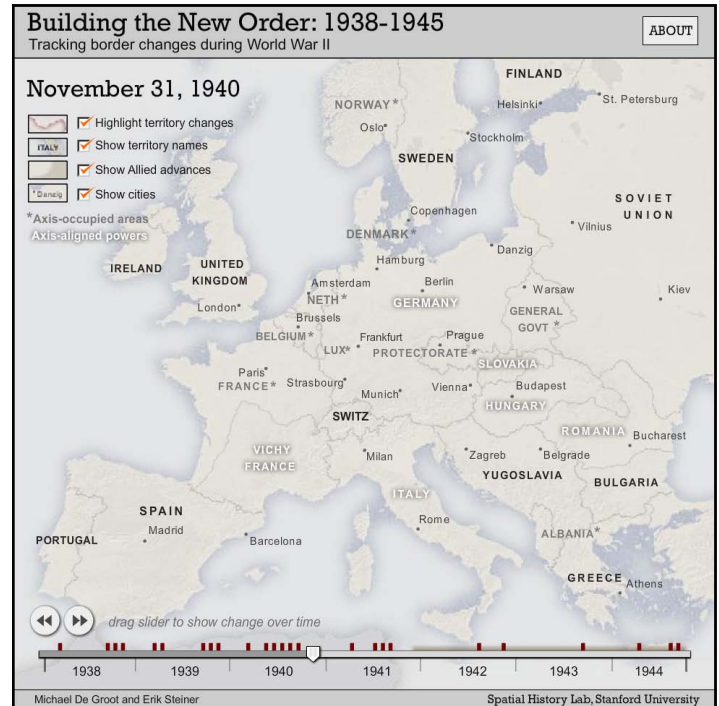 Building the New Order: 1938-1945
Tracking border changes during World War II
ABOUT
November 31, 1940
Highlight territory changes
ITALY
Show territory names
Show Allied advances
Danzig
Show cities
*Axis-occupied areas
Axis-aligned powers
FINLAND
NORWAY*
Helsinki
St. Petersburg
Oslo
Stockholm
SWEDEN
SOVIET
UNION
Copenhagen
Vilnius
DENMARK*
Danzig
Hamburg
IRELAND
UNITED
KINGDOM
Amsterdam
Berlin
Warsaw
Kiev
NETH*
GERMANY
London
GENERAL
GOVT *
Brussels
BELGIUM*
Frankfurt
Prague
LUX*
PROTECTORATE *
SLOVAKIA
Paris
FRANCE*
Strasbourg
Munich
Vienna
Budapest
HUNGARY
SWITZ
ROMANIA
Bucharest
VICHY
FRANCE
Milan
Zagreb
Belgrade
YUGOSLAVIA
BULGARIA
ITALY
SPAIN
Madrid
Rome
PORTUGAL
Barcelona
ALBANIA*
GREECE
Athens
drag slider to show change over time
1938
1939
1940
1941
1942
1943
1944
Michael De Groot and Erik Steiner
Spatial History Lab, Stanford University